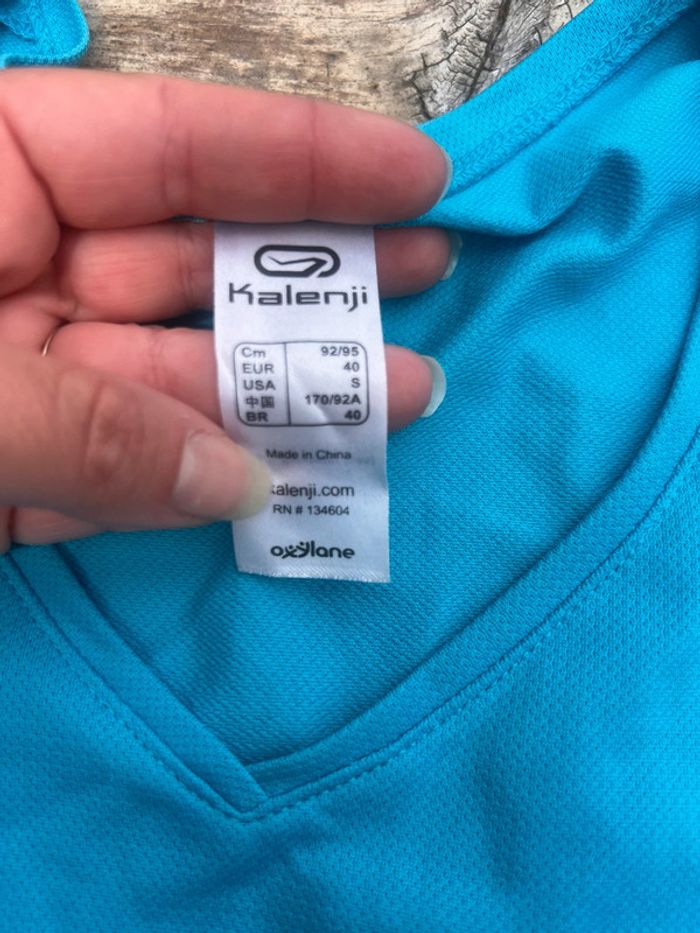 Kalenji
Cm 92/95
EUR 40
USA S
中国 170/92A
BR 40
Made in China
kalenji.com
RN # 134604
oxylane